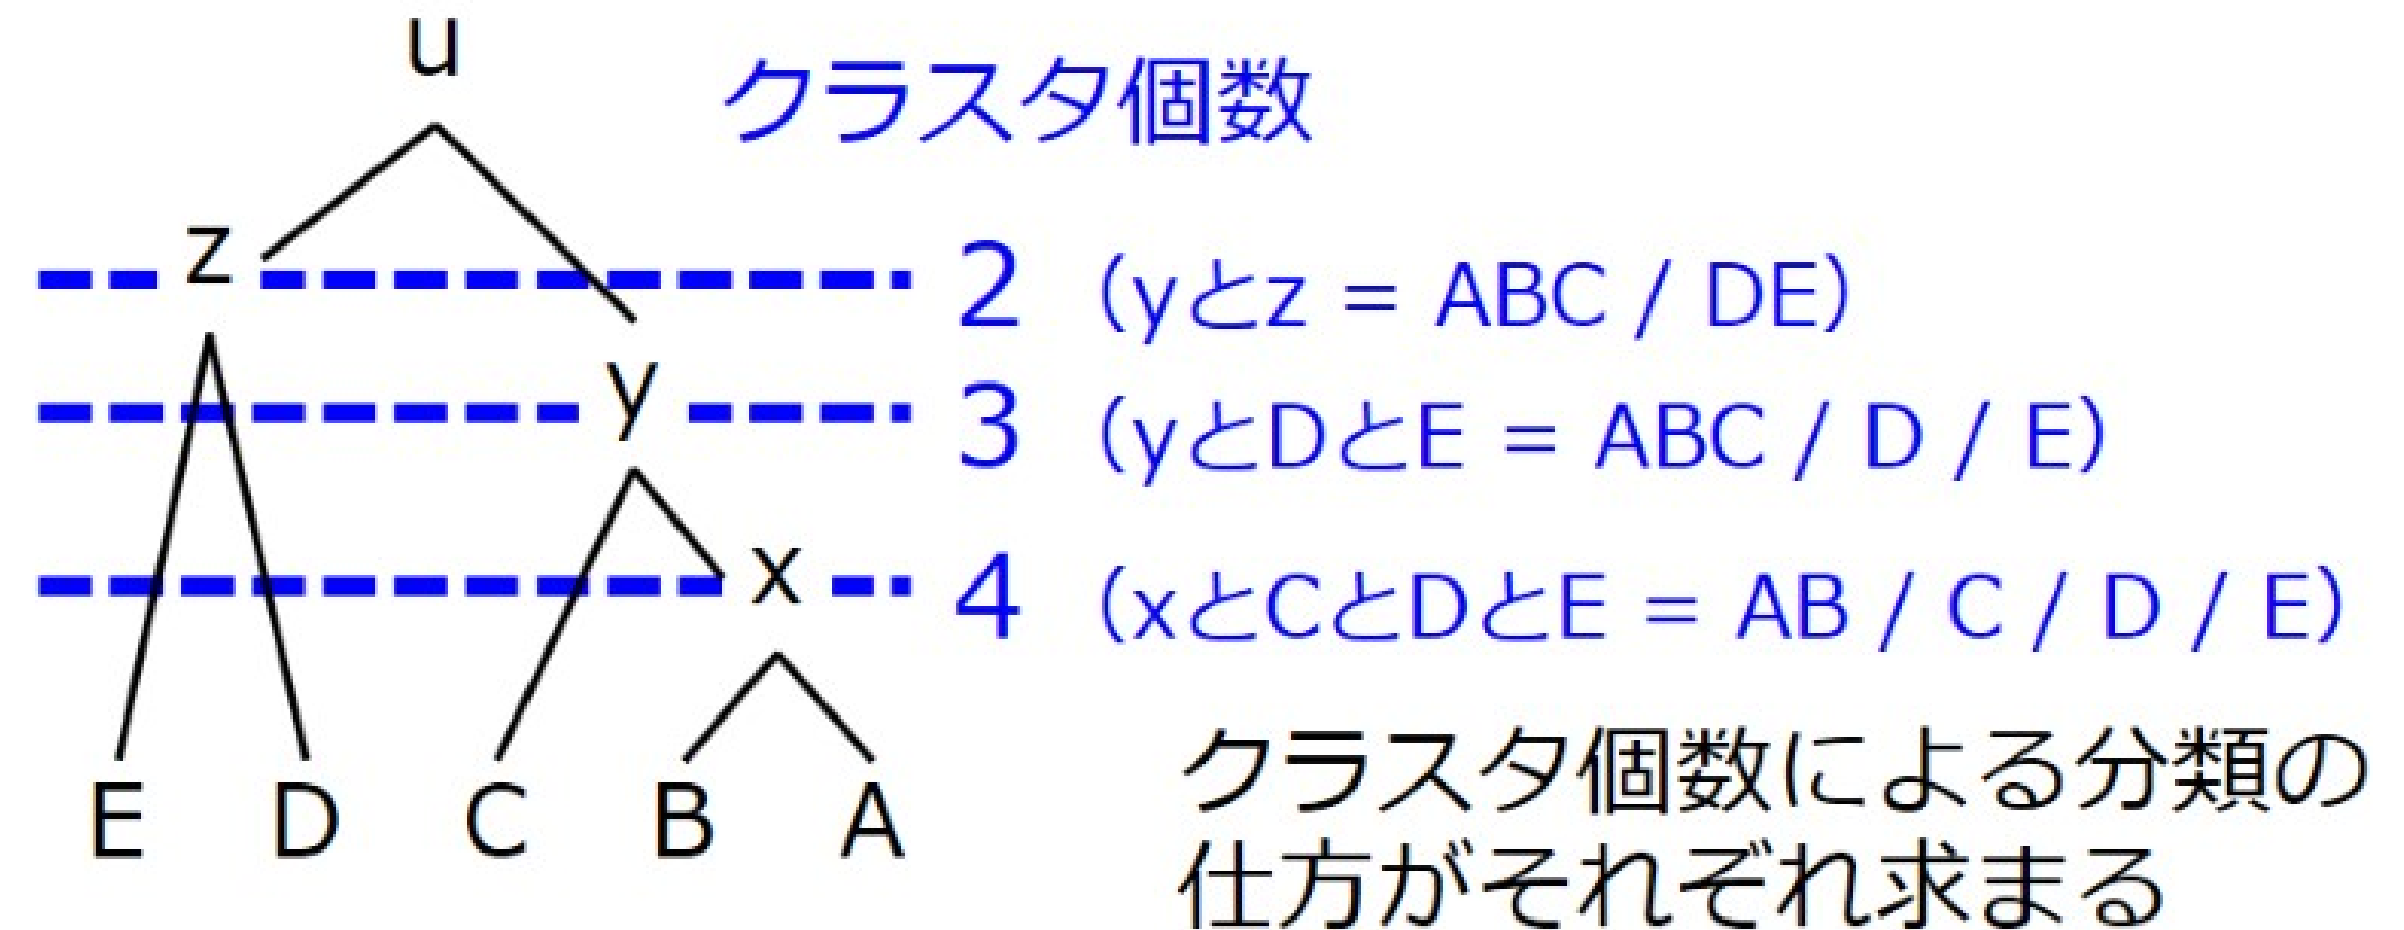 u
クラスタ個数
z
2 (yとz = ABC / DE)
y
3 (yとDとE = ABC / D / E)
x
4 (xとCとDとE = AB / C / D / E)
E D C B A
クラスタ個数による分類の
仕方がそれぞれ求まる